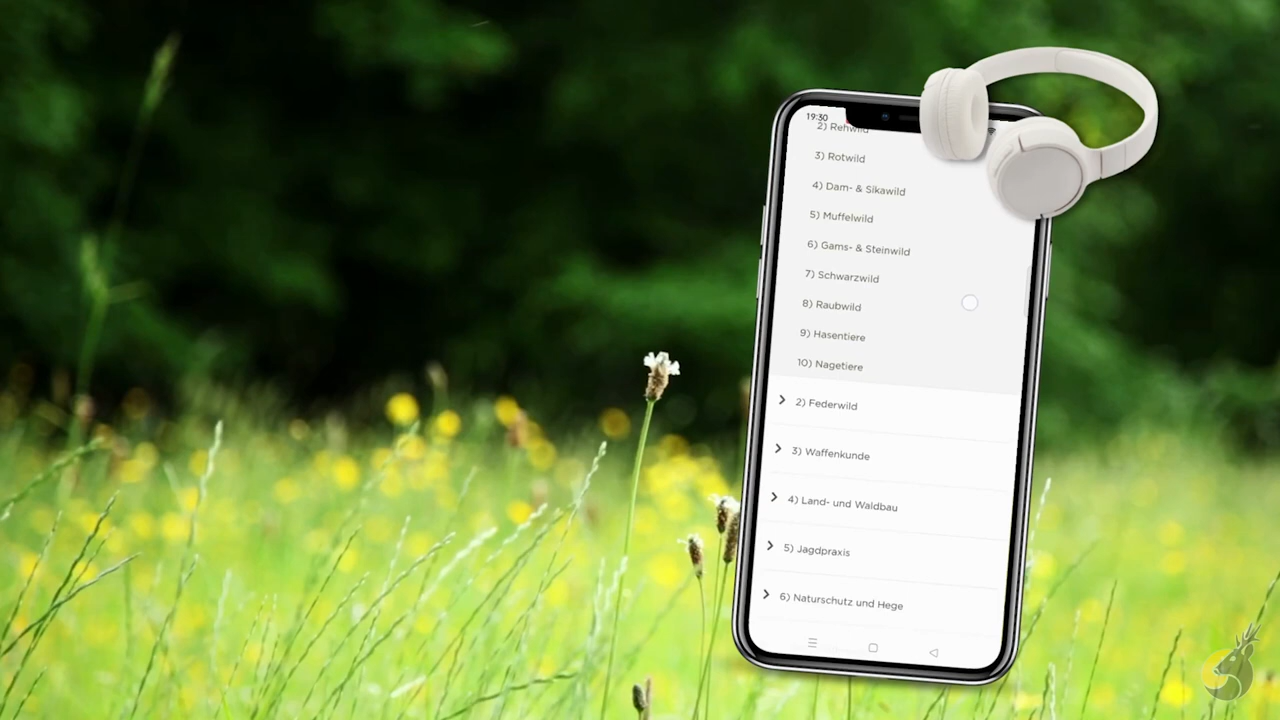 19:30
2) Rehwild
3) Rotwild
4) Dam- & Sikawild
5) Muffelwild
6) Gams- & Steinwild
7) Schwarzwild
8) Raubwild
9) Hasentiere
10) Nagetiere
2) Federwild
3) Waffenkunde
4) Land- und Waldbau
5) Jagdpraxis
6) Naturschutz und Hege